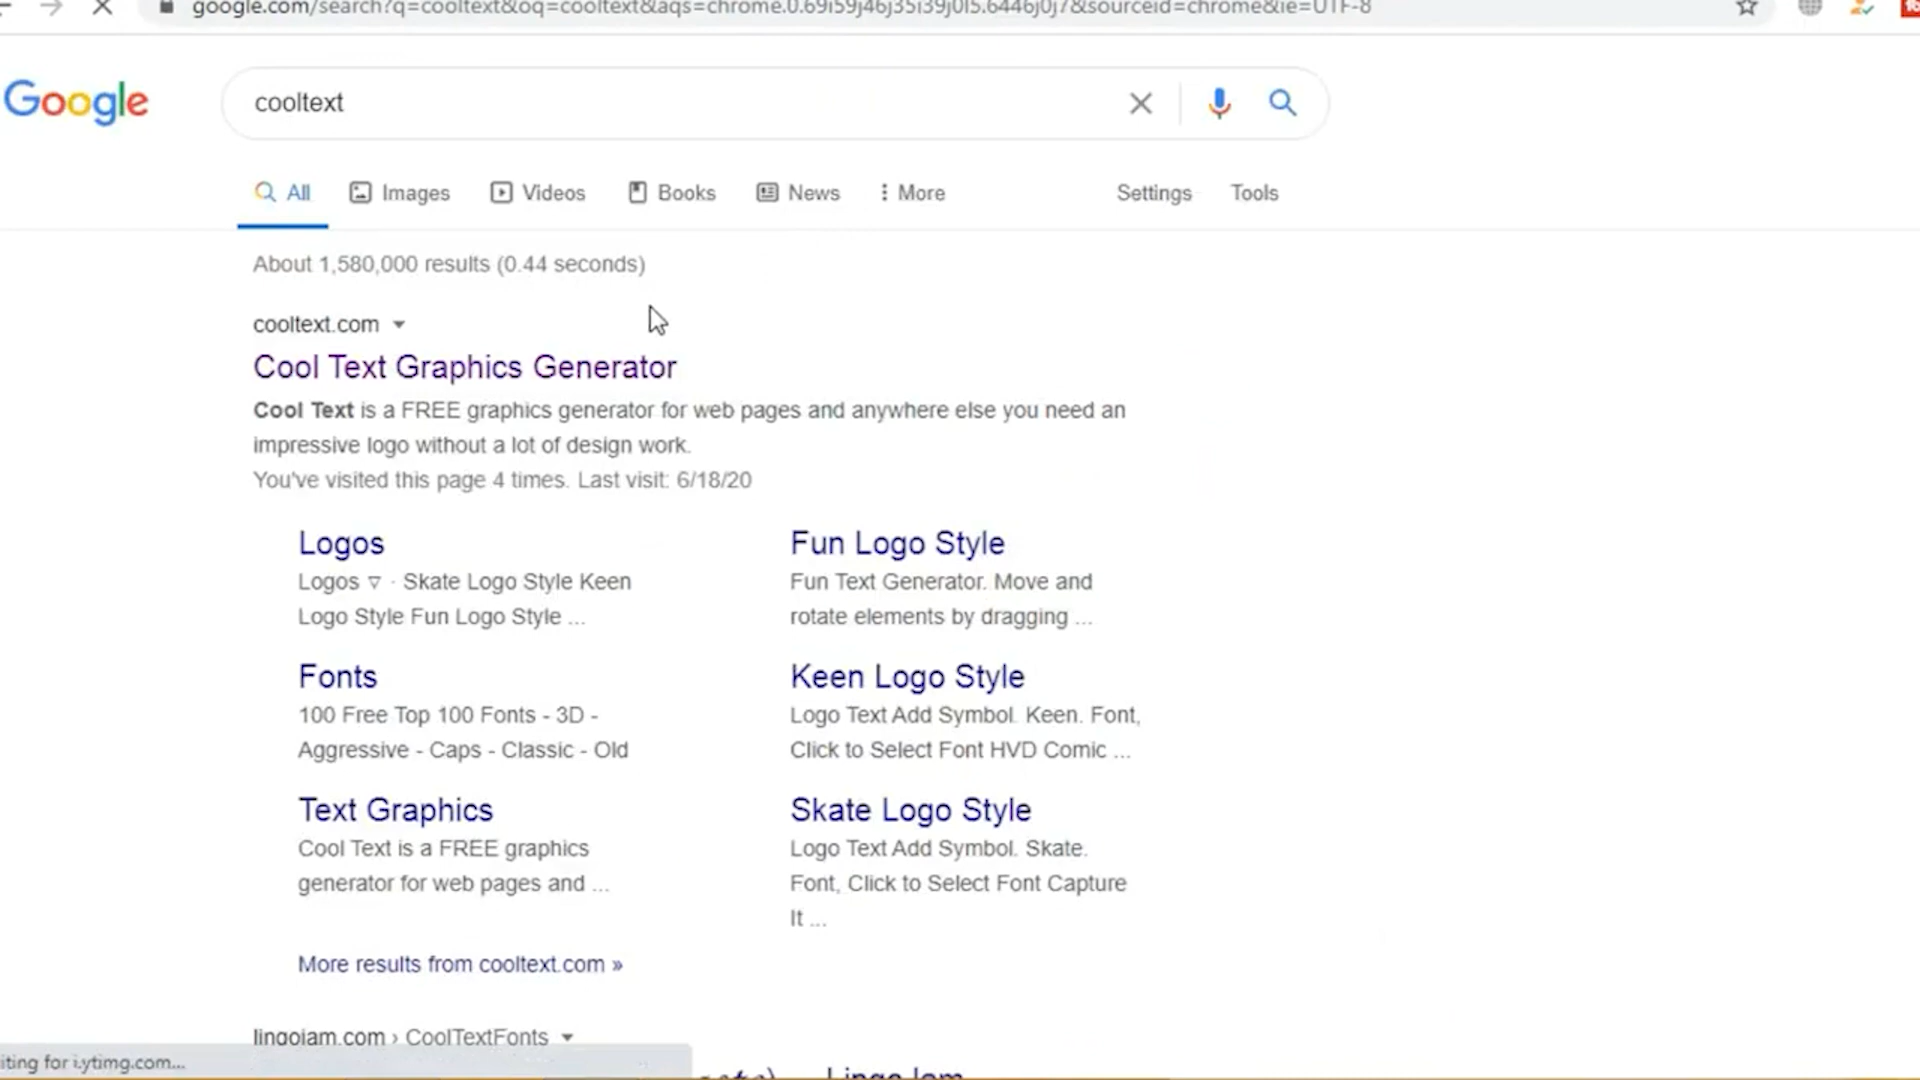 google.com/search?q=cooltext&oq=cooltext&aqs=chrome.0.69i59j46j35i39j0l5.6446j0j7&sourceid=chrome&ie=UTF-8
Google
cooltext
All
Images
Videos
Books
News
More
Settings
Tools
About 1,580,000 results (0.44 seconds)
cooltext.com
Cool Text Graphics Generator
Cool Text is a FREE graphics generator for web pages and anywhere else you need an
impressive logo without a lot of design work.
You've visited this page 4 times. Last visit: 6/18/20
Logos
Logos ▽ · Skate Logo Style Keen
Logo Style Fun Logo Style ...
Fun Logo Style
Fun Text Generator. Move and
rotate elements by dragging ...
Fonts
100 Free Top 100 Fonts - 3D -
Aggressive - Caps - Classic - Old
Keen Logo Style
Logo Text Add Symbol. Keen. Font,
Click to Select Font HVD Comic ...
Text Graphics
Cool Text is a FREE graphics
generator for web pages and ...
Skate Logo Style
Logo Text Add Symbol. Skate.
Font, Click to Select Font Capture
It ...
More results from cooltext.com »
lingojam.com › CoolTextFonts
iting for i.ytimg.com...